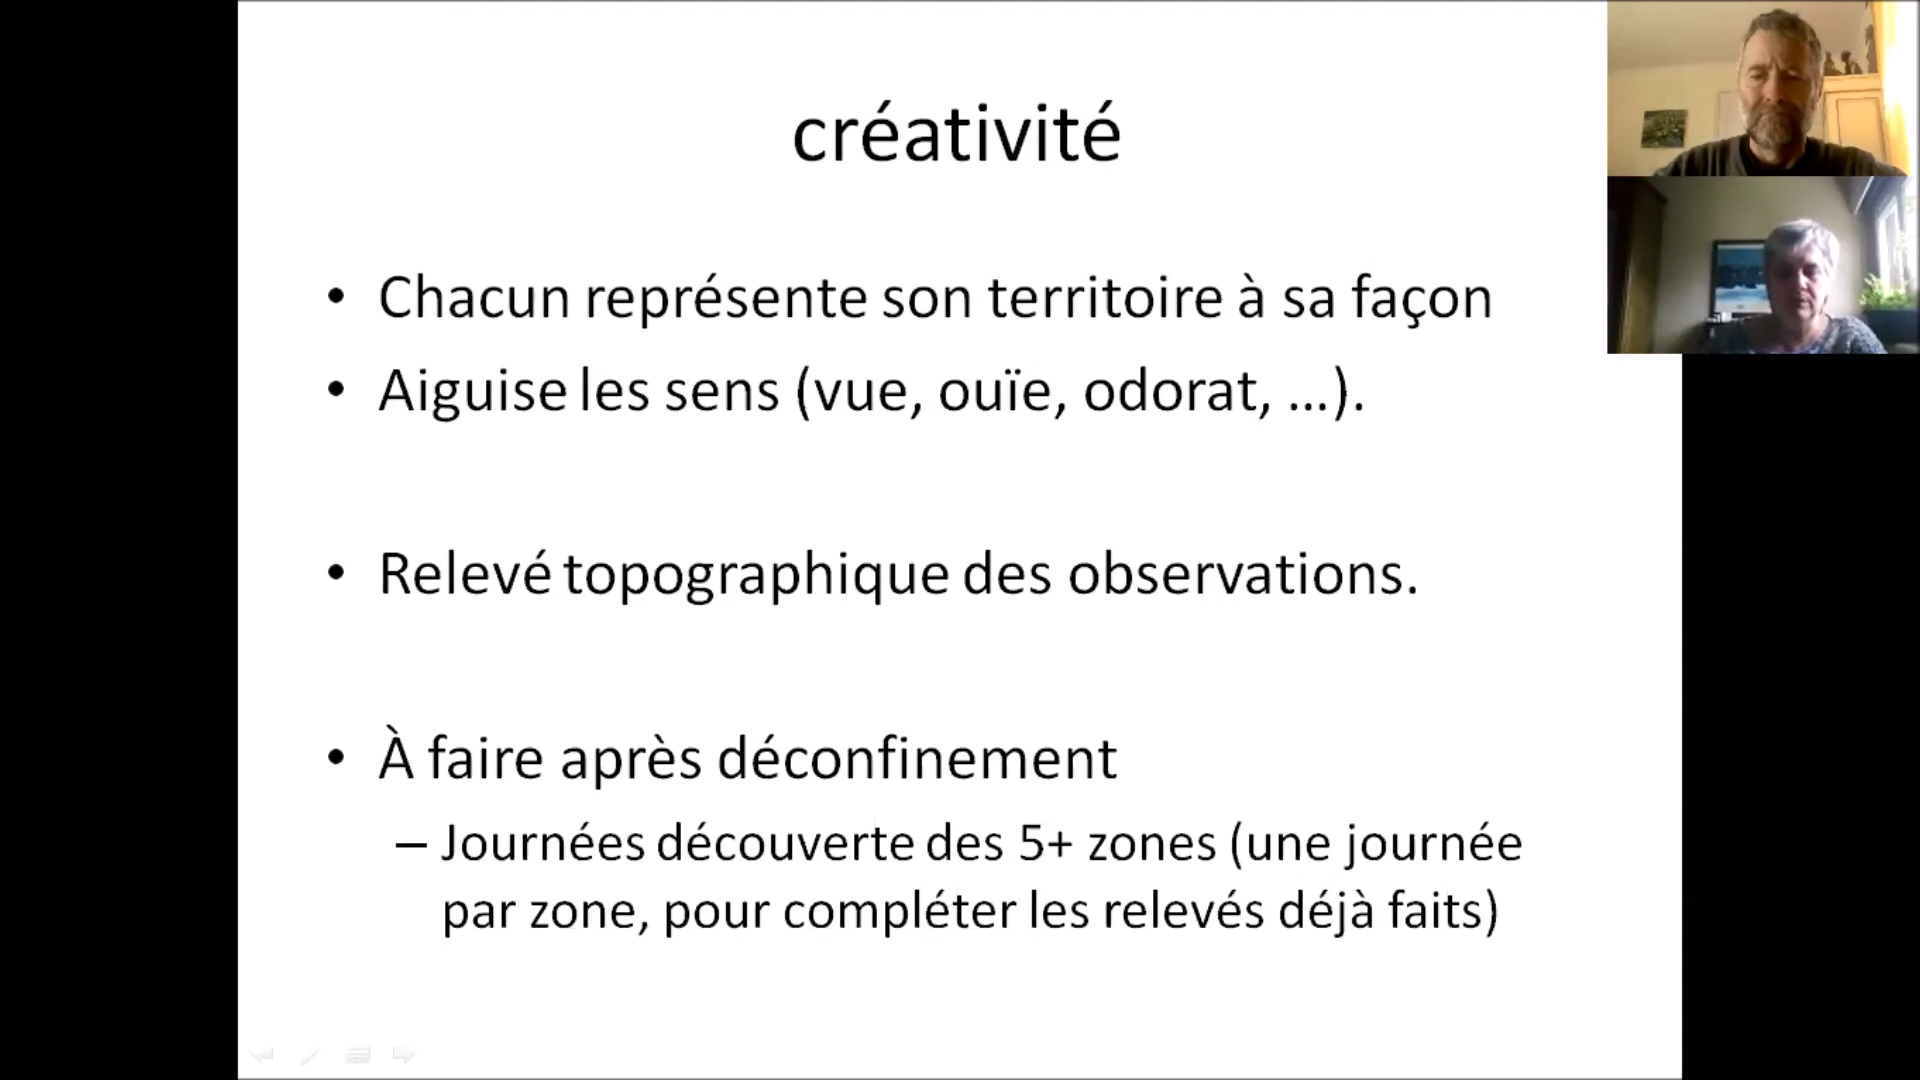 créativité
• Chacun représente son territoire à sa façon
• Aiguise les sens (vue, ouïe, odorat, ...).
• Relevé topographique des observations.
• À faire après déconfinement
– Journées découverte des 5+ zones (une journée
par zone, pour compléter les relevés déjà faits)